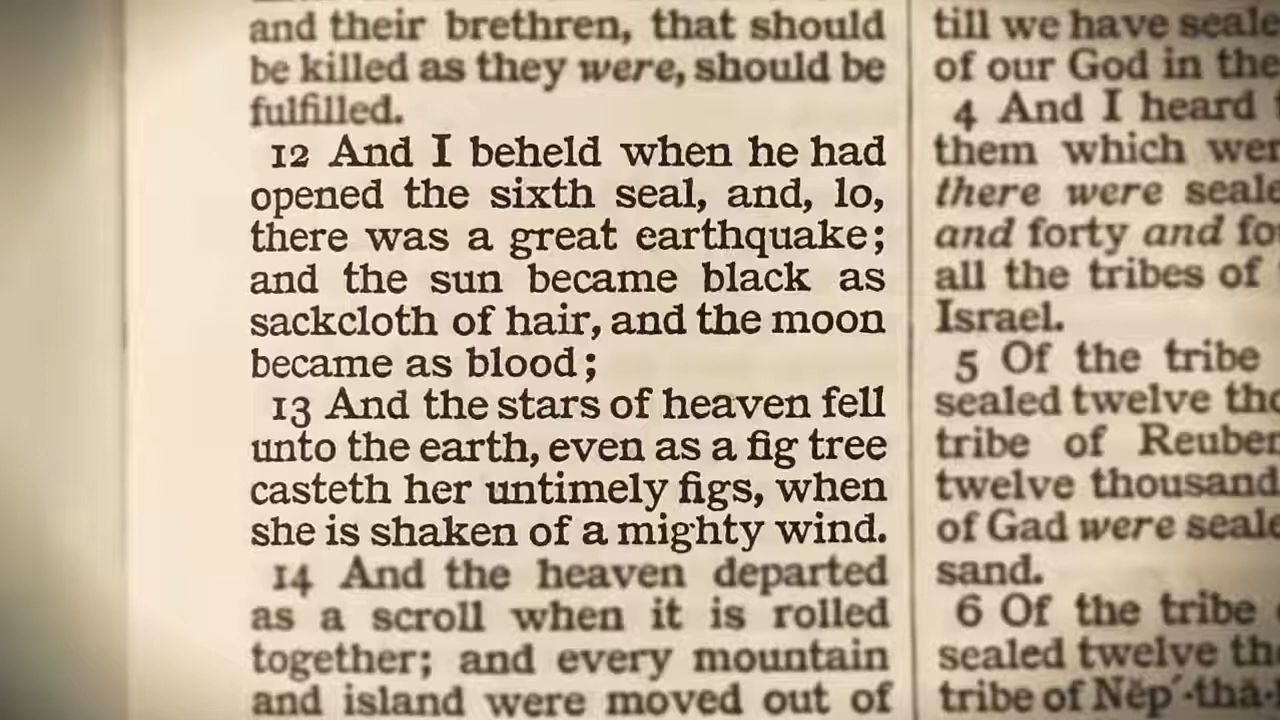 and their brethren, that should
be killed as they were, should be
fulfilled.
12 And I beheld when he had
opened the sixth seal, and, lo,
there was a great earthquake;
and the sun became black as
sackcloth of hair, and the moon
became as blood;
13 And the stars of heaven fell
unto the earth, even as a fig tree
casteth her untimely figs, when
she is shaken of a mighty wind.
14 And the heaven departed
as a scroll when it is rolled
together; and every mountain
and island were moved out of
till we have seale
of our God in the
4 And I heard
them which wer
there were seale
and forty and fo
all the tribes of
Israel.
5 Of the tribe
sealed twelve tho
tribe of Reuben
twelve thousand
of Gad were seale
sand.
6 Of the tribe
sealed twelve th
tribe of Nĕp´-thă-